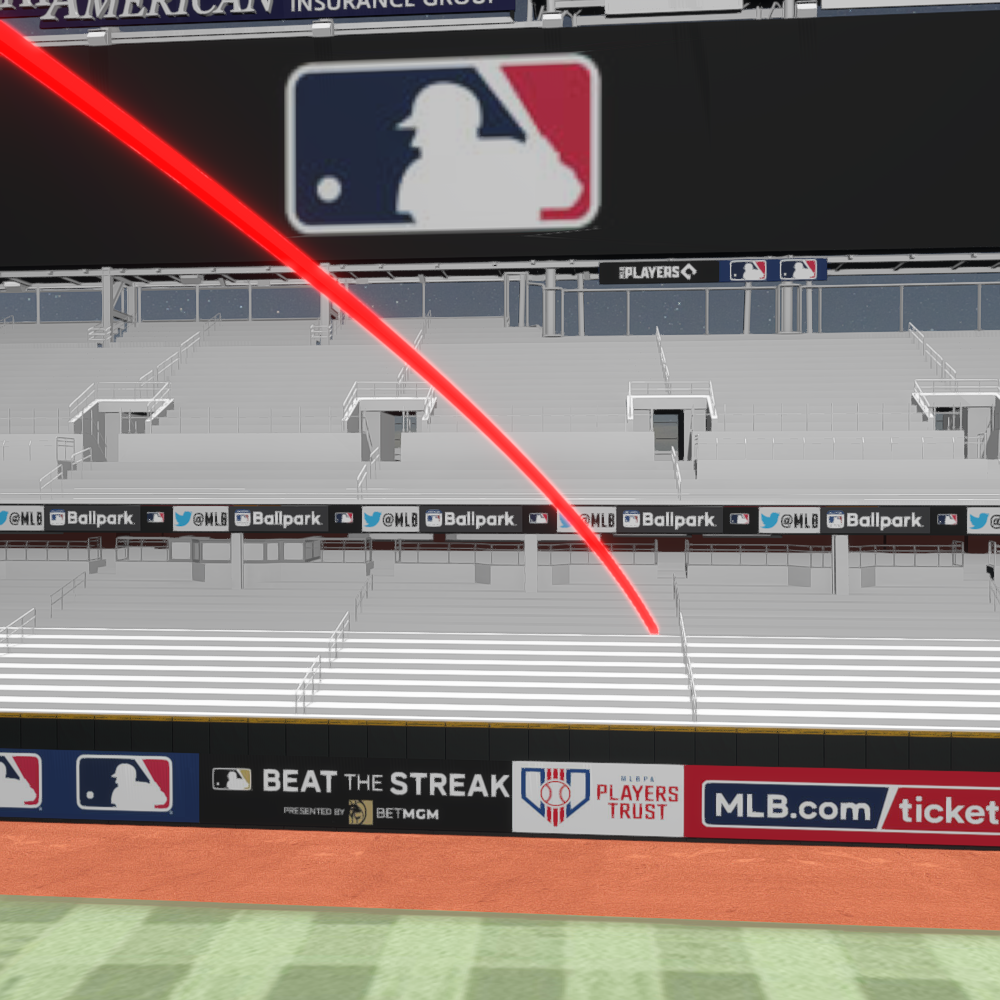 AMERICAN INSURANCE GROUP
PLAYERS
@MLB Ballpark @MLB Ballpark @MLB Ballpark @MLB Ballpark @MLB Ballpark
BEAT THE STREAK
PRESENTED BY BETMGM
MLBPA
PLAYERS
TRUST
MLB.com/ticket